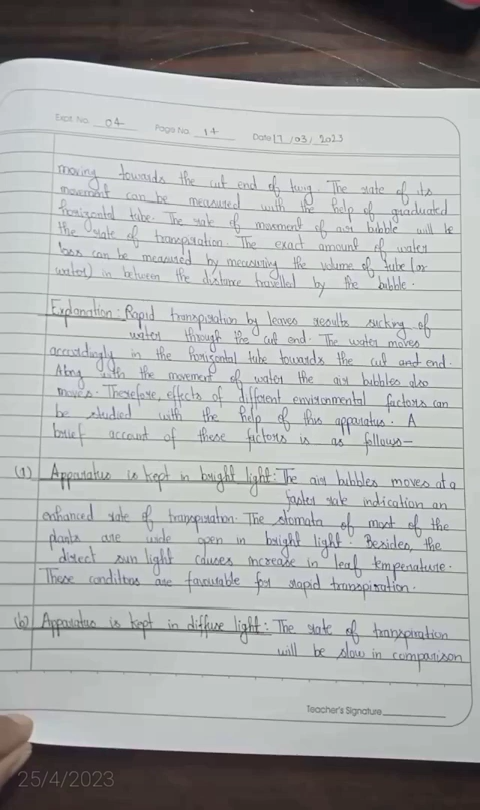 Expt. No. 04 Page No. 14 Date 17/03/2023
moving towards the cut end of twig. The rate of its
movement can be measured with the help of graduated
horizontal tube. The rate of movement of air bubble will be
the rate of transpiration. The exact amount of water
loss can be measured by measuring the volume of tube (or
water) in between the distance travelled by the bubble.
Explanation: Rapid transpiration by leaves results sucking of
water through the cut end. The water moves
accordingly in the horizontal tube towards the cut and end.
Along with the movement of water the air bubbles also
moves. Therefore, effects of different environmental factors can
be studied with the help of this apparatus. A
brief account of these factors is as follows—
(1) Apparatus is kept in bright light: The air bubbles moves at a
faster rate indication an
enhanced rate of transpiration. The stomata of most of the
plants are wide open in bright light. Besides, the
direct sun light causes increase in leaf temperature.
These conditions are favourable for rapid transpiration.
(b) Apparatus is kept in diffuse light: The rate of transpiration
will be slow in comparison
Teacher's Signature
25/4/2023